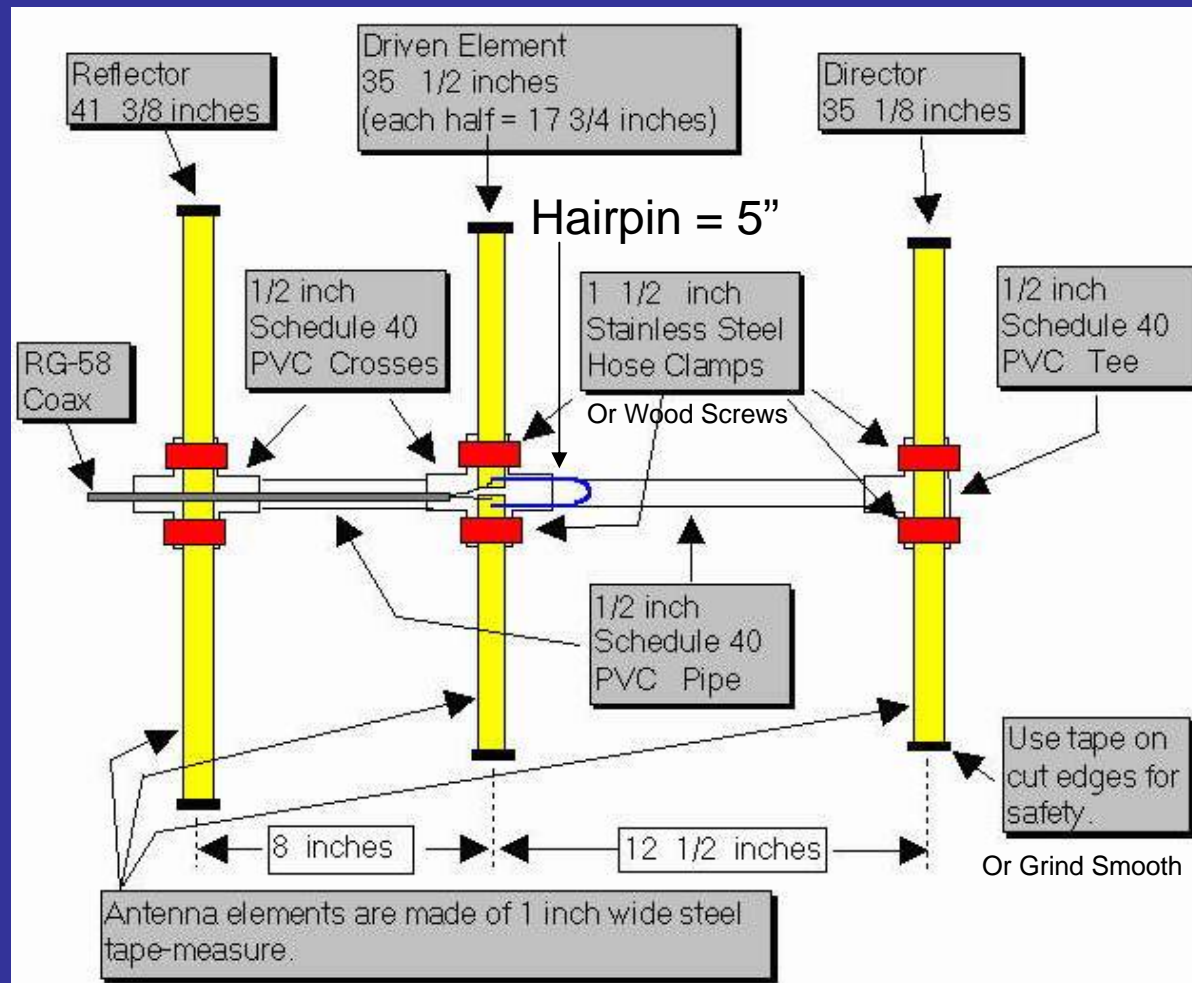 Reflector
41 3/8 inches
Driven Element
35 1/2 inches
(each half = 17 3/4 inches)
Director
35 1/8 inches
Hairpin = 5”
1/2 inch
Schedule 40
PVC Crosses
1 1/2 inch
Stainless Steel
Hose Clamps
Or Wood Screws
1/2 inch
Schedule 40
PVC Tee
RG-58
Coax
1/2 inch
Schedule 40
PVC Pipe
Use tape on
cut edges for
safety.
Or Grind Smooth
8 inches
12 1/2 inches
Antenna elements are made of 1 inch wide steel
tape-measure.